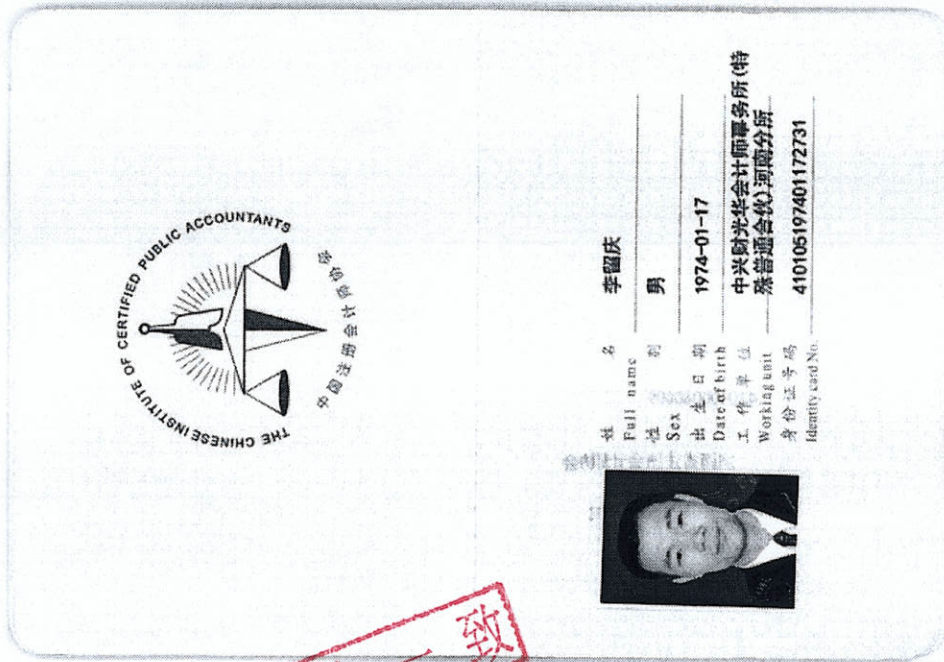 THE CHINESE INSTITUTE OF CERTIFIED PUBLIC ACCOUNTANTS
中国注册会计师协会
姓 名 李留庆
Full name
性 别 男
Sex
出生日期 1974-01-17
Date of birth
工作单位 中兴财光华会计师事务所(特
Working unit 殊普通合伙)河南分所
身份证号码 410105197401172731
Identity card No.
致